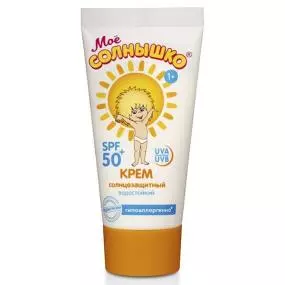 Моё
СОЛНЫШКО®
1+
SPF
50+
UVA
UVB
КРЕМ
солнцезащитный
водостойкий
гипоаллергенно*